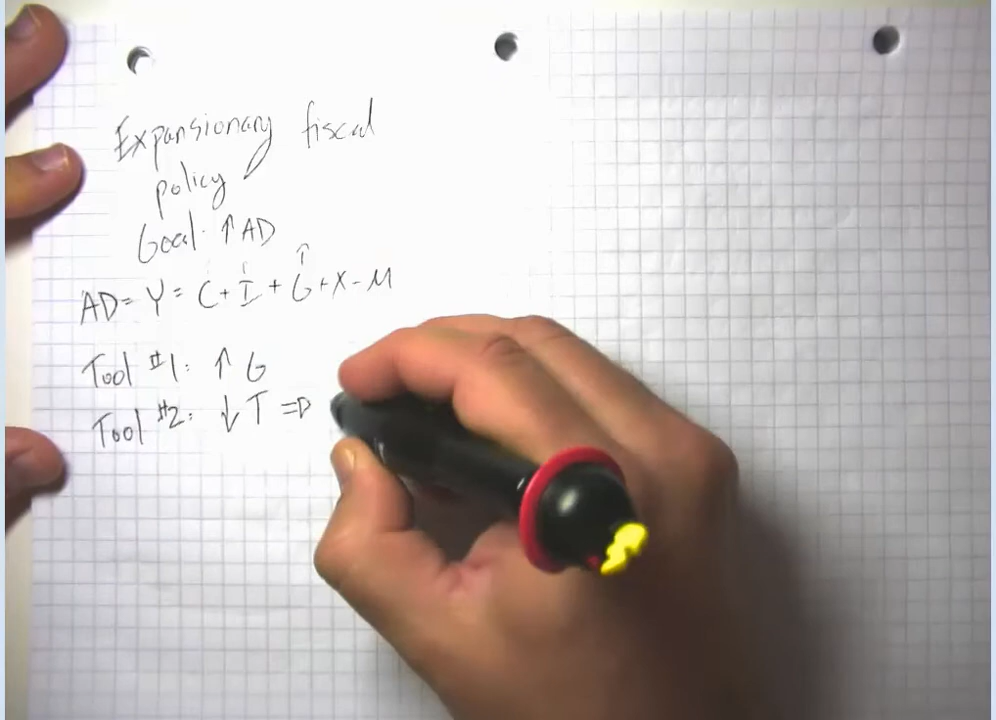 Expansionary fiscal
policy
Goal: ↑ AD
AD = Y = C + I + G + X - M
Tool #1: ↑ G
Tool #2: ↓ T ⇒